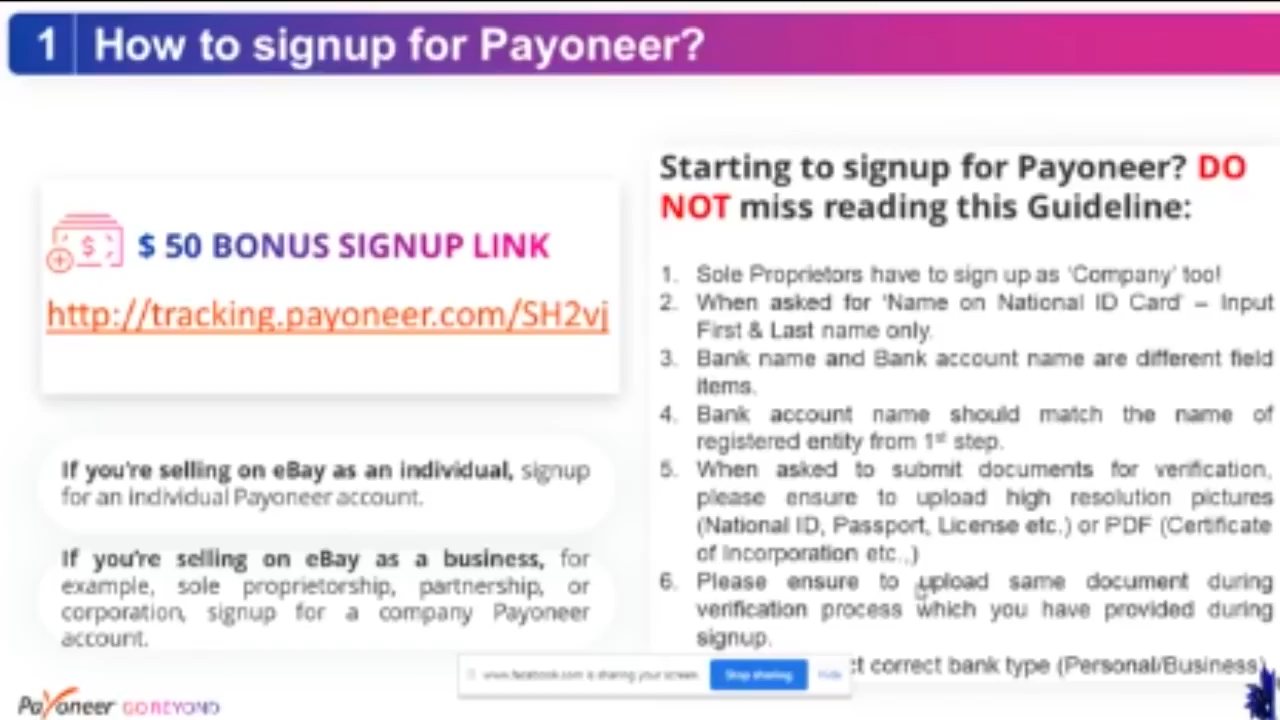 1 How to signup for Payoneer?
$ 50 BONUS SIGNUP LINK
http://tracking.payoneer.com/SH2vj
If you're selling on eBay as an individual, signup
for an individual Payoneer account.
If you're selling on eBay as a business, for
example, sole proprietorship, partnership, or
corporation, signup for a company Payoneer
account.
Starting to signup for Payoneer? DO
NOT miss reading this Guideline:
1. Sole Proprietors have to sign up as ‘Company’ too!
2. When asked for ‘Name on National ID Card’ – Input
First & Last name only.
3. Bank name and Bank account name are different field
items.
4. Bank account name should match the name of
registered entity from 1st step.
5. When asked to submit documents for verification,
please ensure to upload high resolution pictures
(National ID, Passport, License etc.) or PDF (Certificate
of Incorporation etc.,)
6. Please ensure to upload same document during
verification process which you have provided during
signup.
correct bank type (Personal/Business)
www.facebook.com is sharing your screen. Stop sharing Hide
Payoneer GO BEYOND